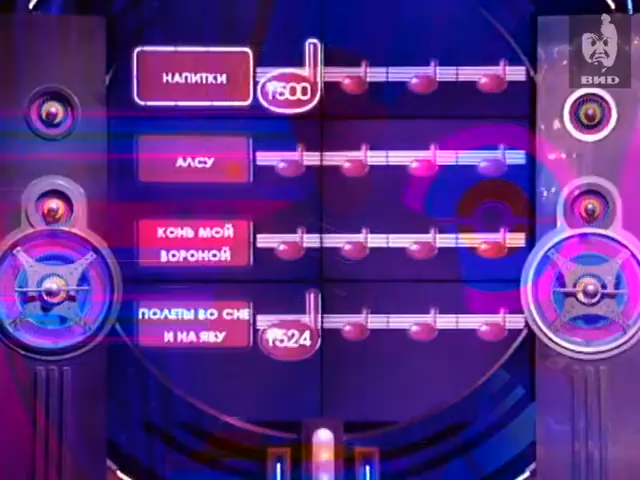 ВИD
НАПИТКИ
1500
АЛСУ
КОНЬ МОЙ
ВОРОНОЙ
ПОЛЕТЫ ВО СНЕ
И НА ЯВУ
1524